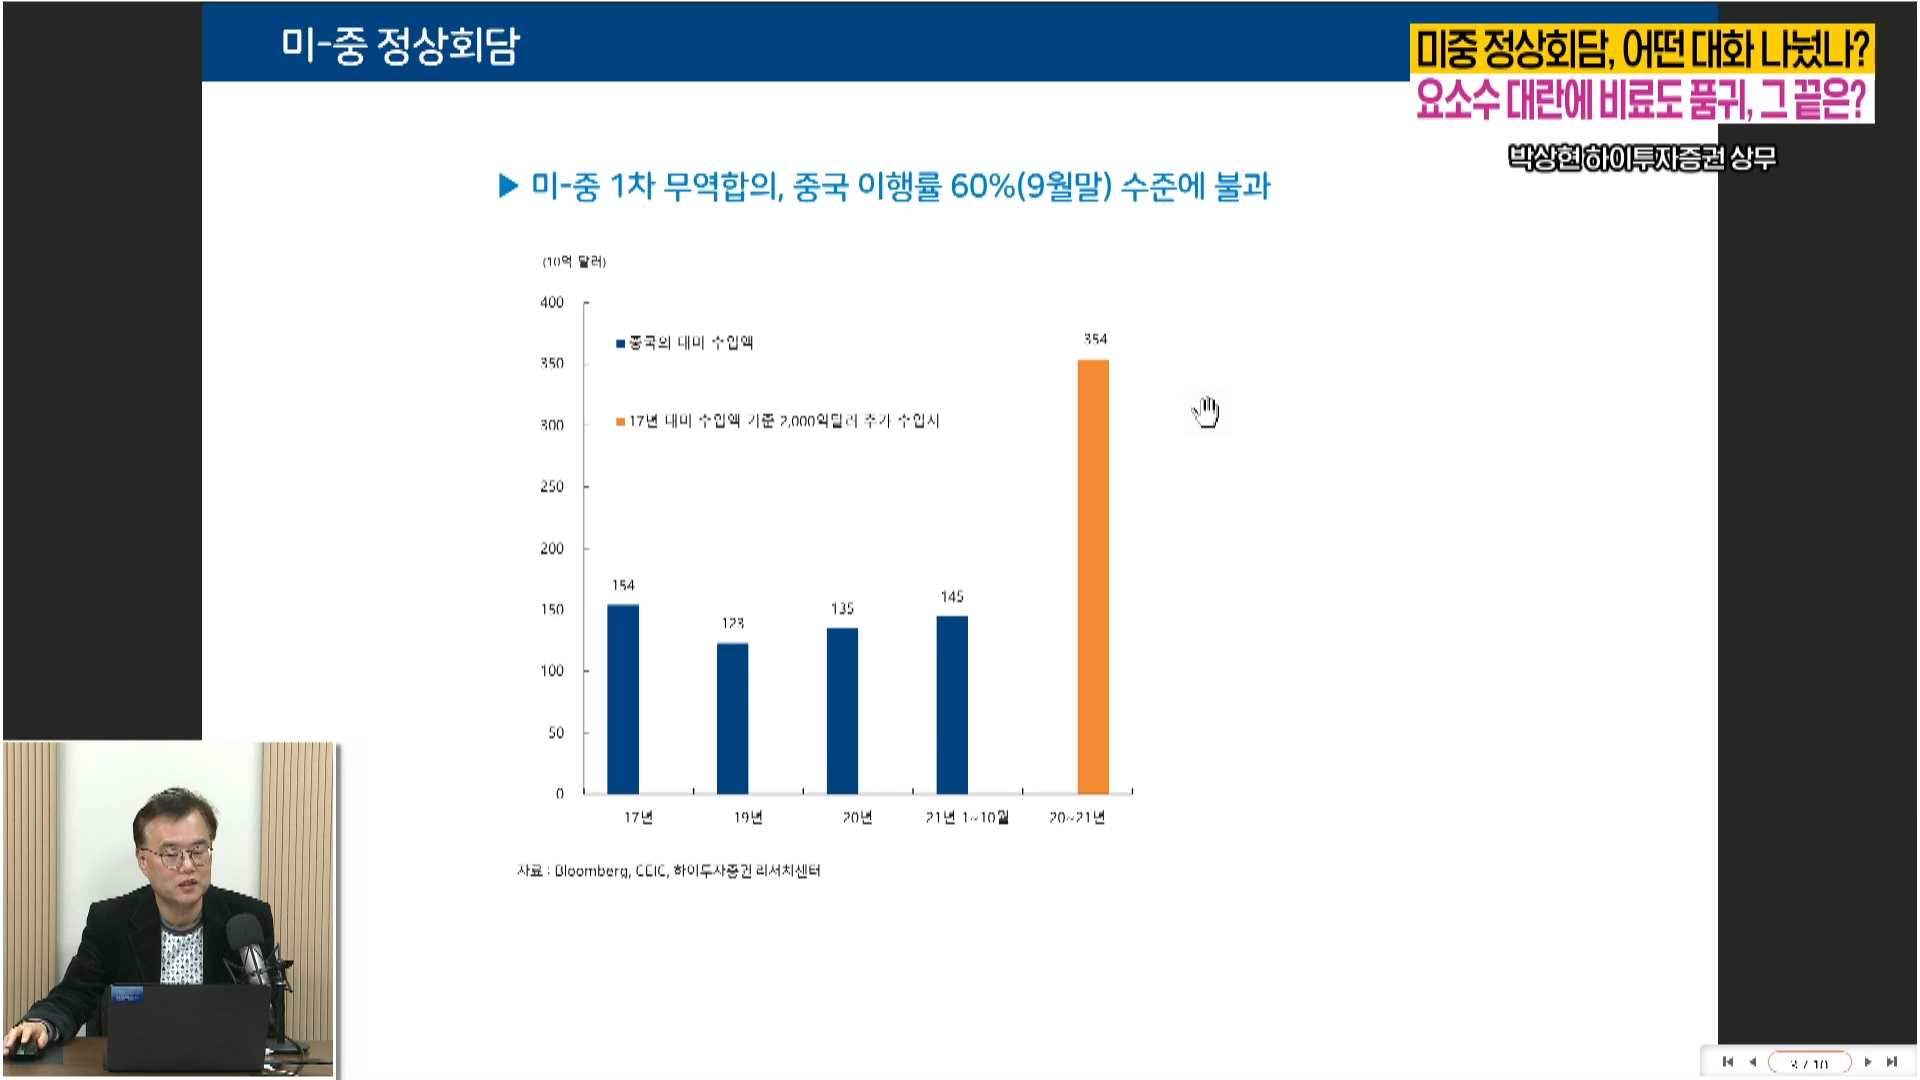 미-중 정상회담
미중 정상회담, 어떤 대화 나눴나?
요소수 대란에 비료도 품귀, 그 끝은?
박상현 하이투자증권 상무
▶ 미-중 1차 무역합의, 중국 이행률 60%(9월말) 수준에 불과
(10억 달러)
400
350
300
250
200
150
100
50
0
중국의 대미 수입액
17년 대미 수입액 기준 2,000억달러 추가 수입시
154
123
135
145
354
17년
19년
20년
21년 1~10월
20~21년
자료 : Bloomberg, CEIC, 하이투자증권 리서치센터
3 / 10